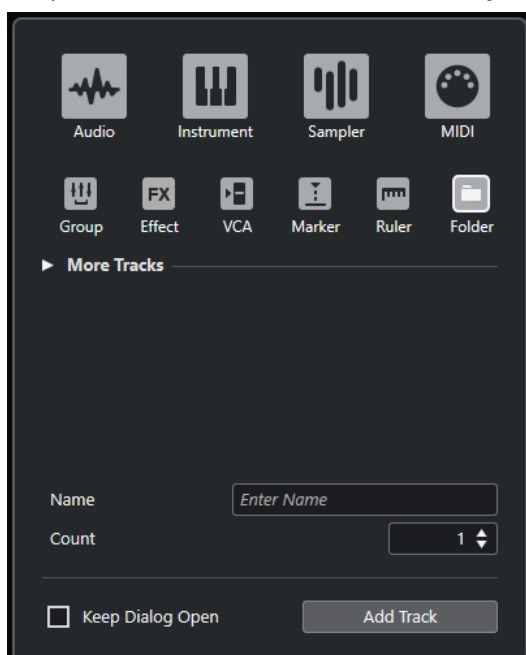 Audio Instrument Sampler MIDI
FX
Group Effect VCA Marker Ruler Folder
More Tracks
Name Enter Name
Count 1
Keep Dialog Open Add Track